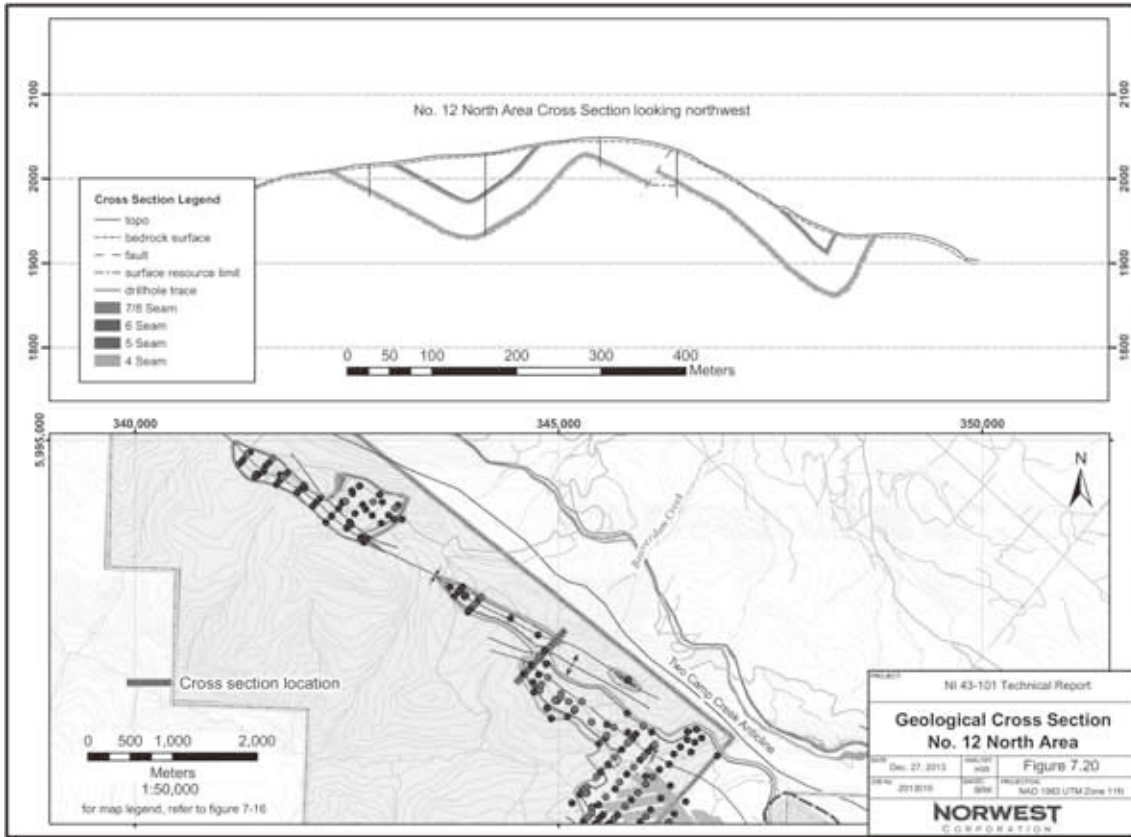 2100
2100
No. 12 North Area Cross Section looking northwest
2000
2000
Cross Section Legend
topo
bedrock surface
fault
surface resource limit
drillhole trace
7/8 Seam
6 Seam
5 Seam
4 Seam
1900
1900
1800
1800
0 50 100 200 300 400
Meters
340,000 345,000 350,000
5,995,000
N
Creek
Two Camp Creek Anticline
Cross section location
0 500 1,000 2,000
Meters
1:50,000
for map legend, refer to figure 7-16
PROJECT
NI 43-101 Technical Report
Geological Cross Section
No. 12 North Area
DATE Dec. 27, 2013
Figure 7.20
NAD 1983 UTM Zone 11N
NORWEST
CORPORATION